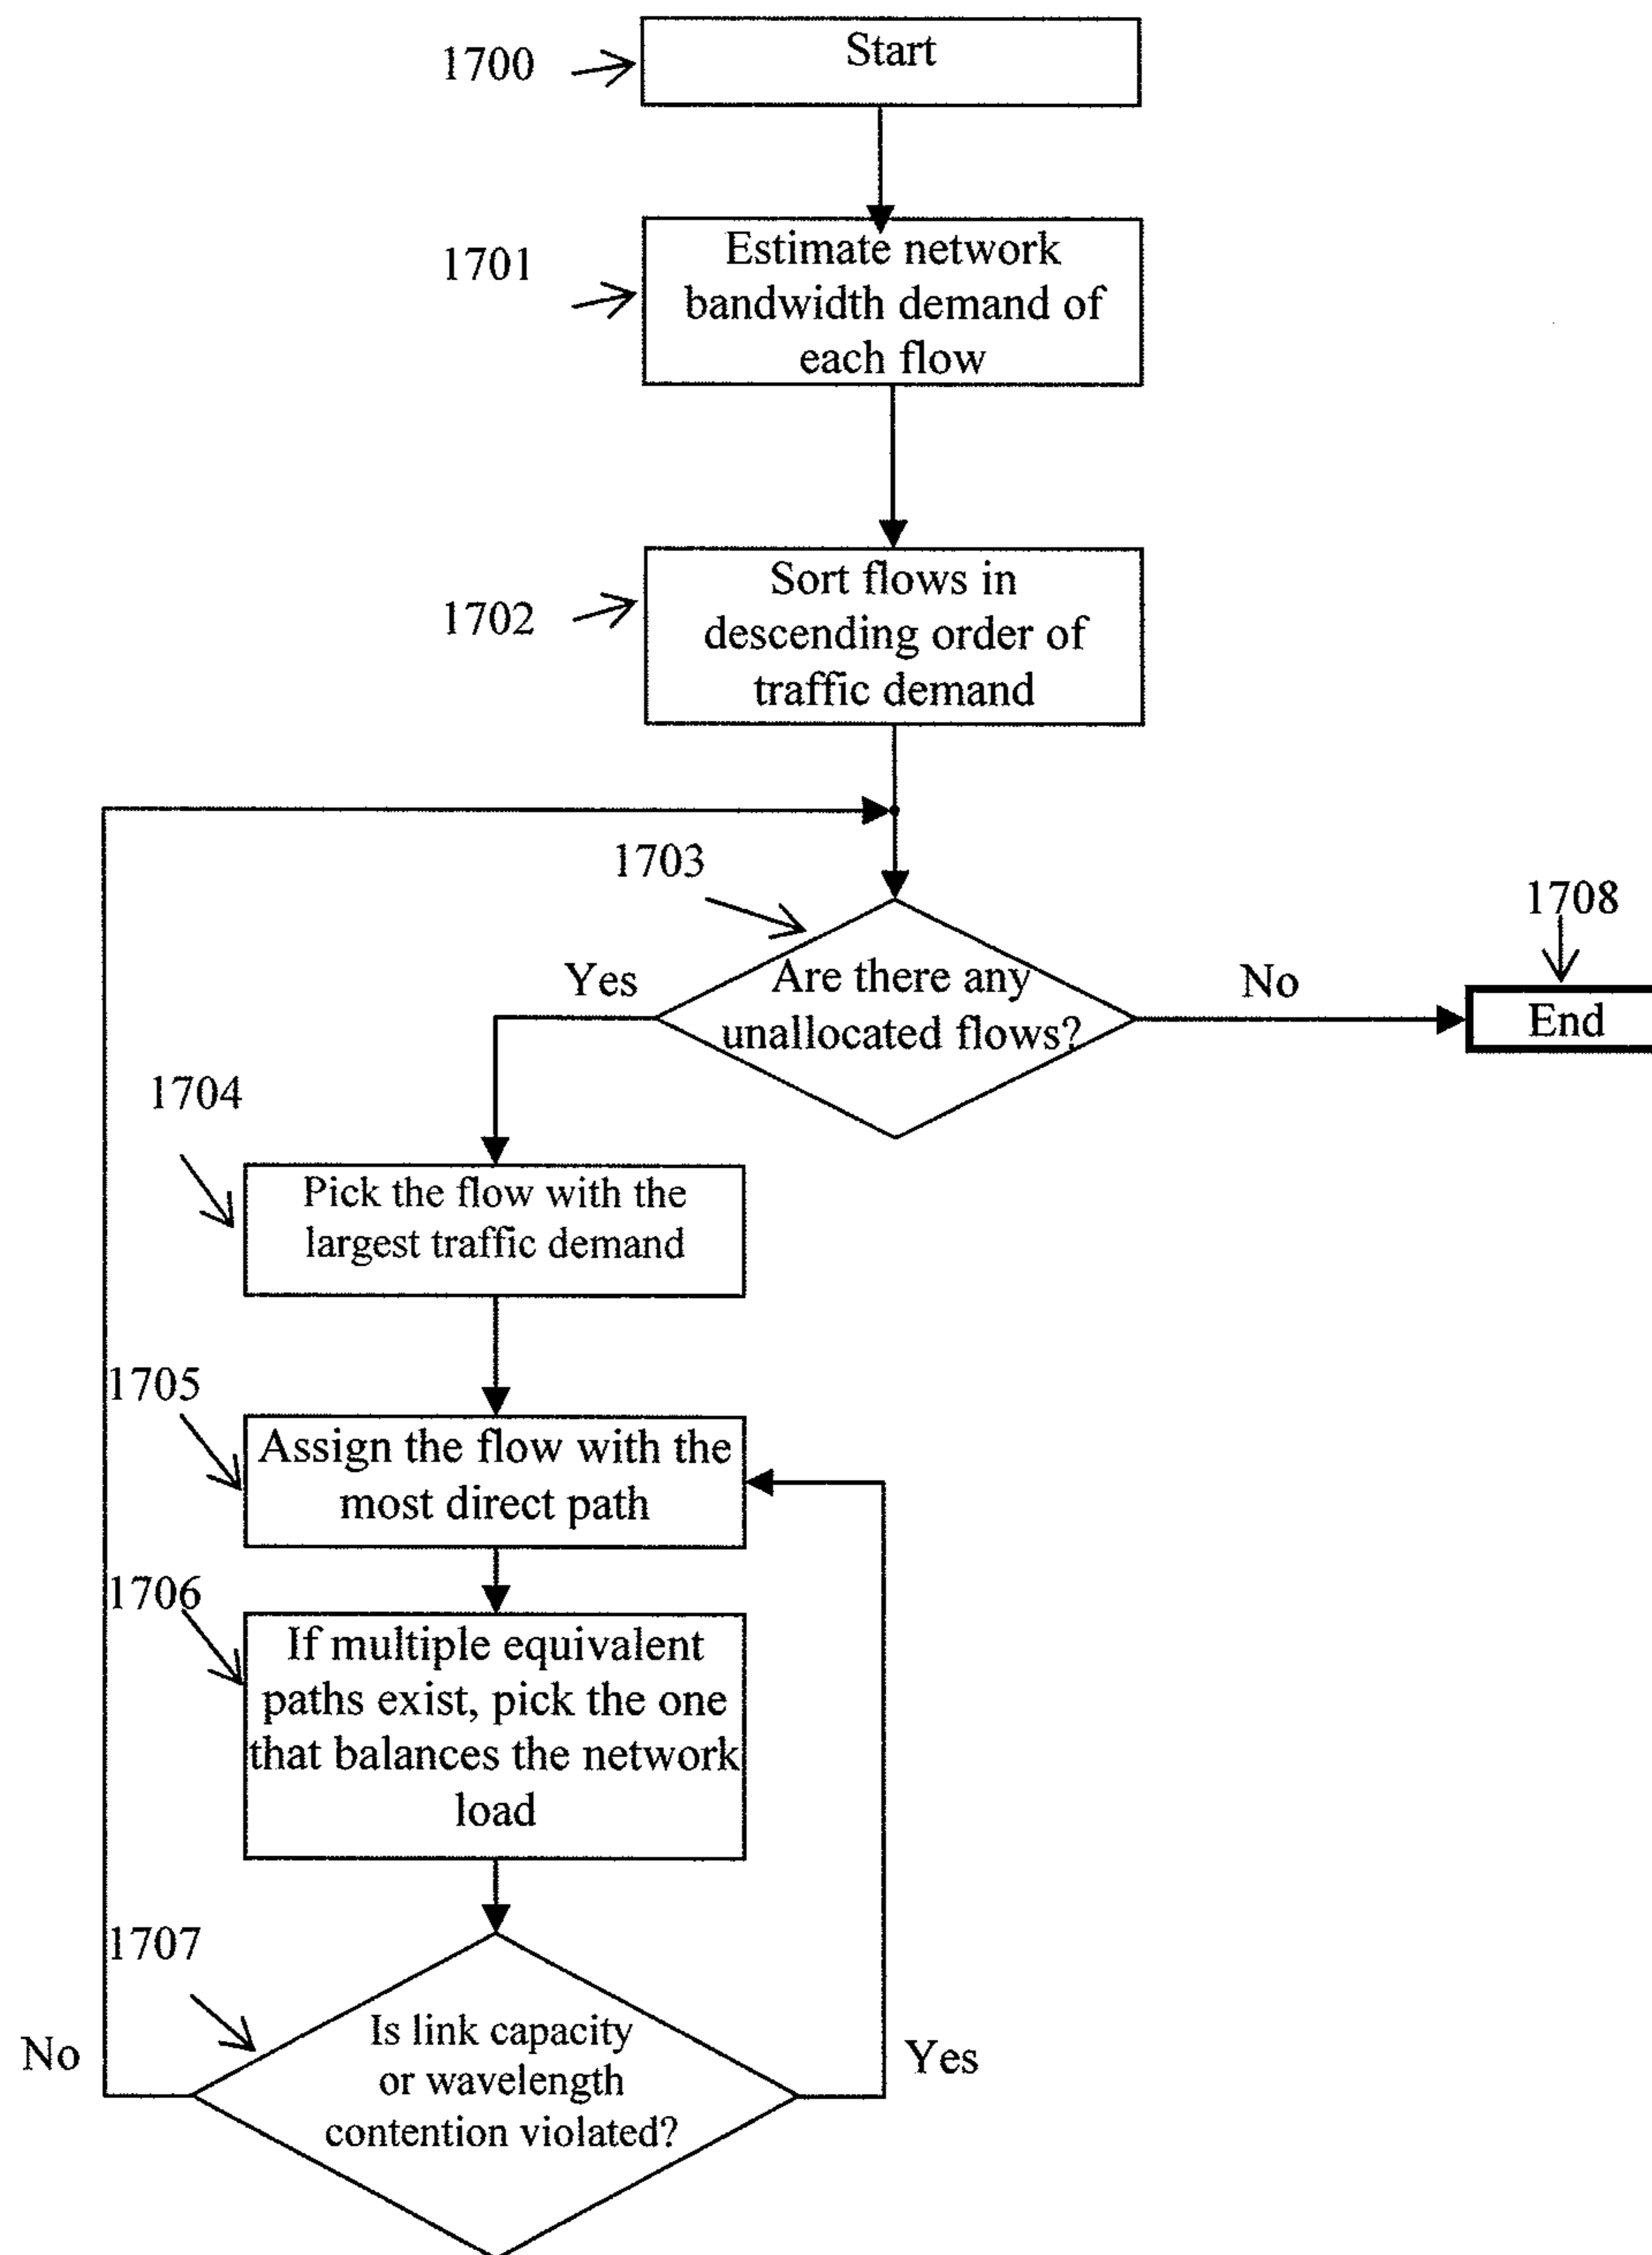 1700
Start
1701
Estimate network
bandwidth demand of
each flow
1702
Sort flows in
descending order of
traffic demand
1703
1708
Yes
Are there any
unallocated flows?
No
End
1704
Pick the flow with the
largest traffic demand
1705
Assign the flow with the
most direct path
1706
If multiple equivalent
paths exist, pick the one
that balances the network
load
1707
No
Is link capacity
or wavelength
contention violated?
Yes